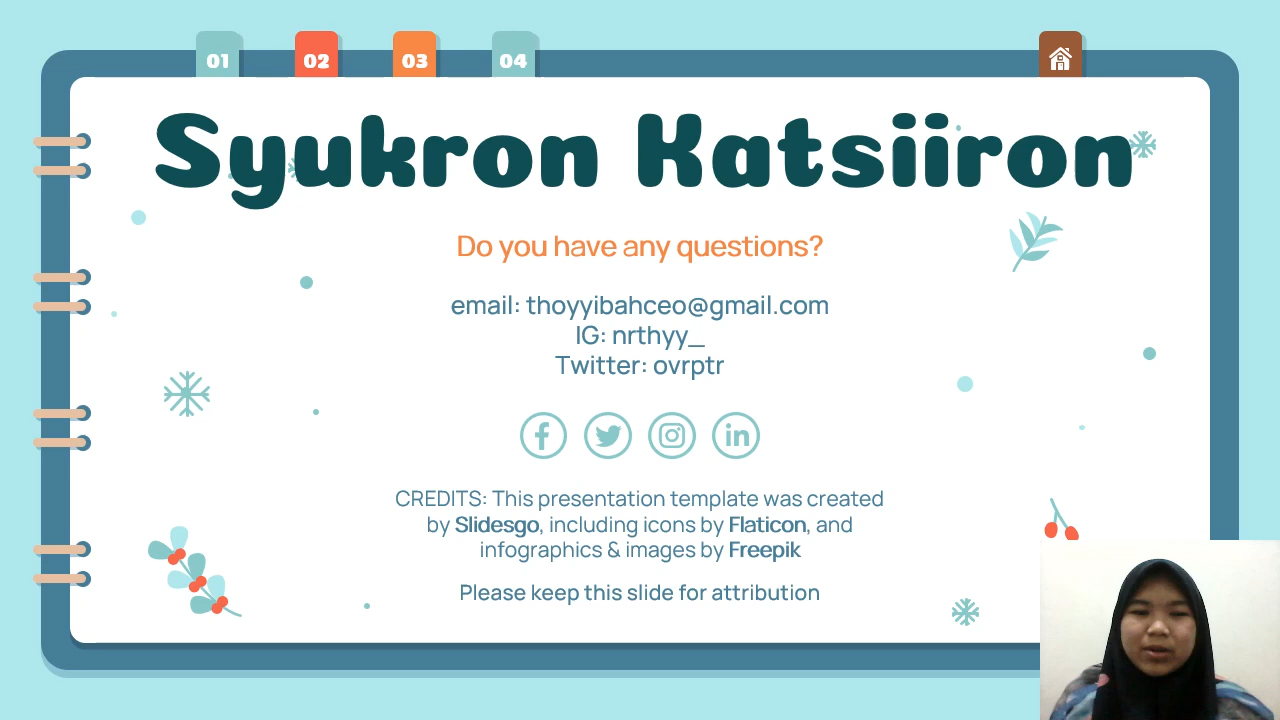 01 02 03 04
Syukron Katsiiron
Do you have any questions?
email: thoyyibahceo@gmail.com
IG: nrthyy_
Twitter: ovrptr
CREDITS: This presentation template was created
by Slidesgo, including icons by Flaticon, and
infographics & images by Freepik
Please keep this slide for attribution